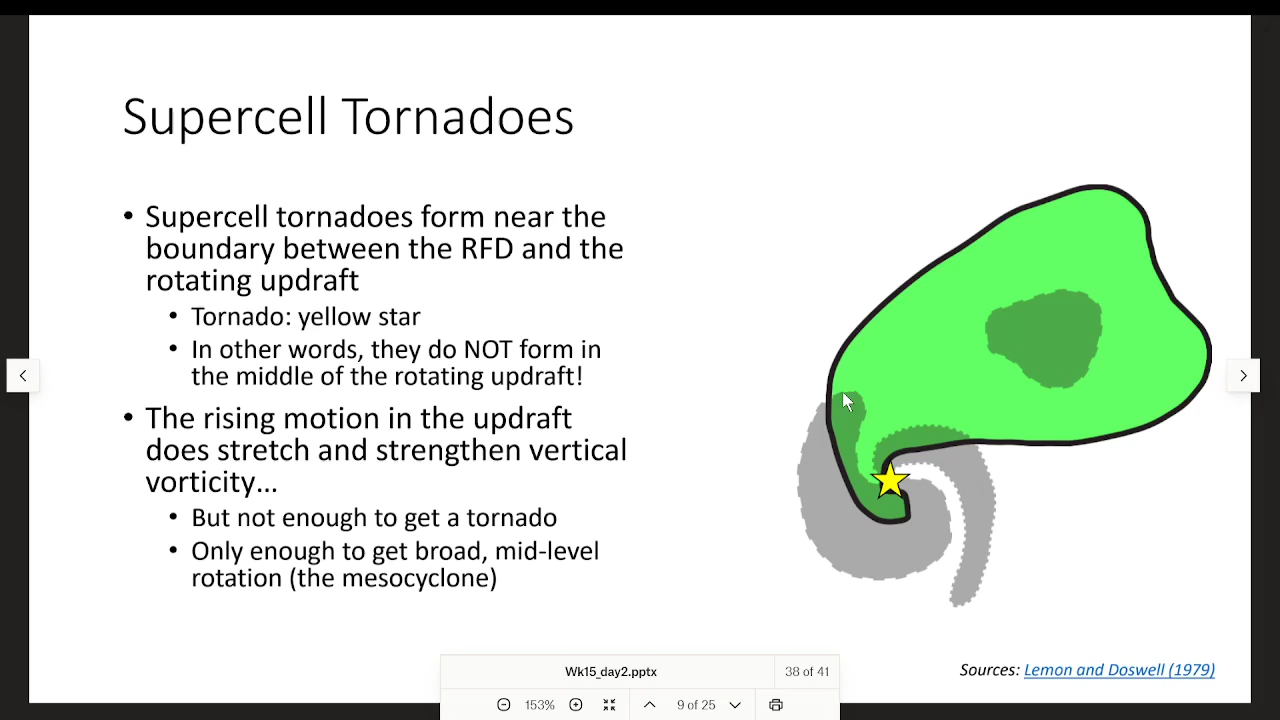 Supercell Tornadoes
• Supercell tornadoes form near the
boundary between the RFD and the
rotating updraft
• Tornado: yellow star
• In other words, they do NOT form in
the middle of the rotating updraft!
• The rising motion in the updraft
does stretch and strengthen vertical
vorticity...
• But not enough to get a tornado
• Only enough to get broad, mid-level
rotation (the mesocyclone)
Sources: Lemon and Doswell (1979)
Wk15_day2.pptx
38 of 41
153%
9 of 25